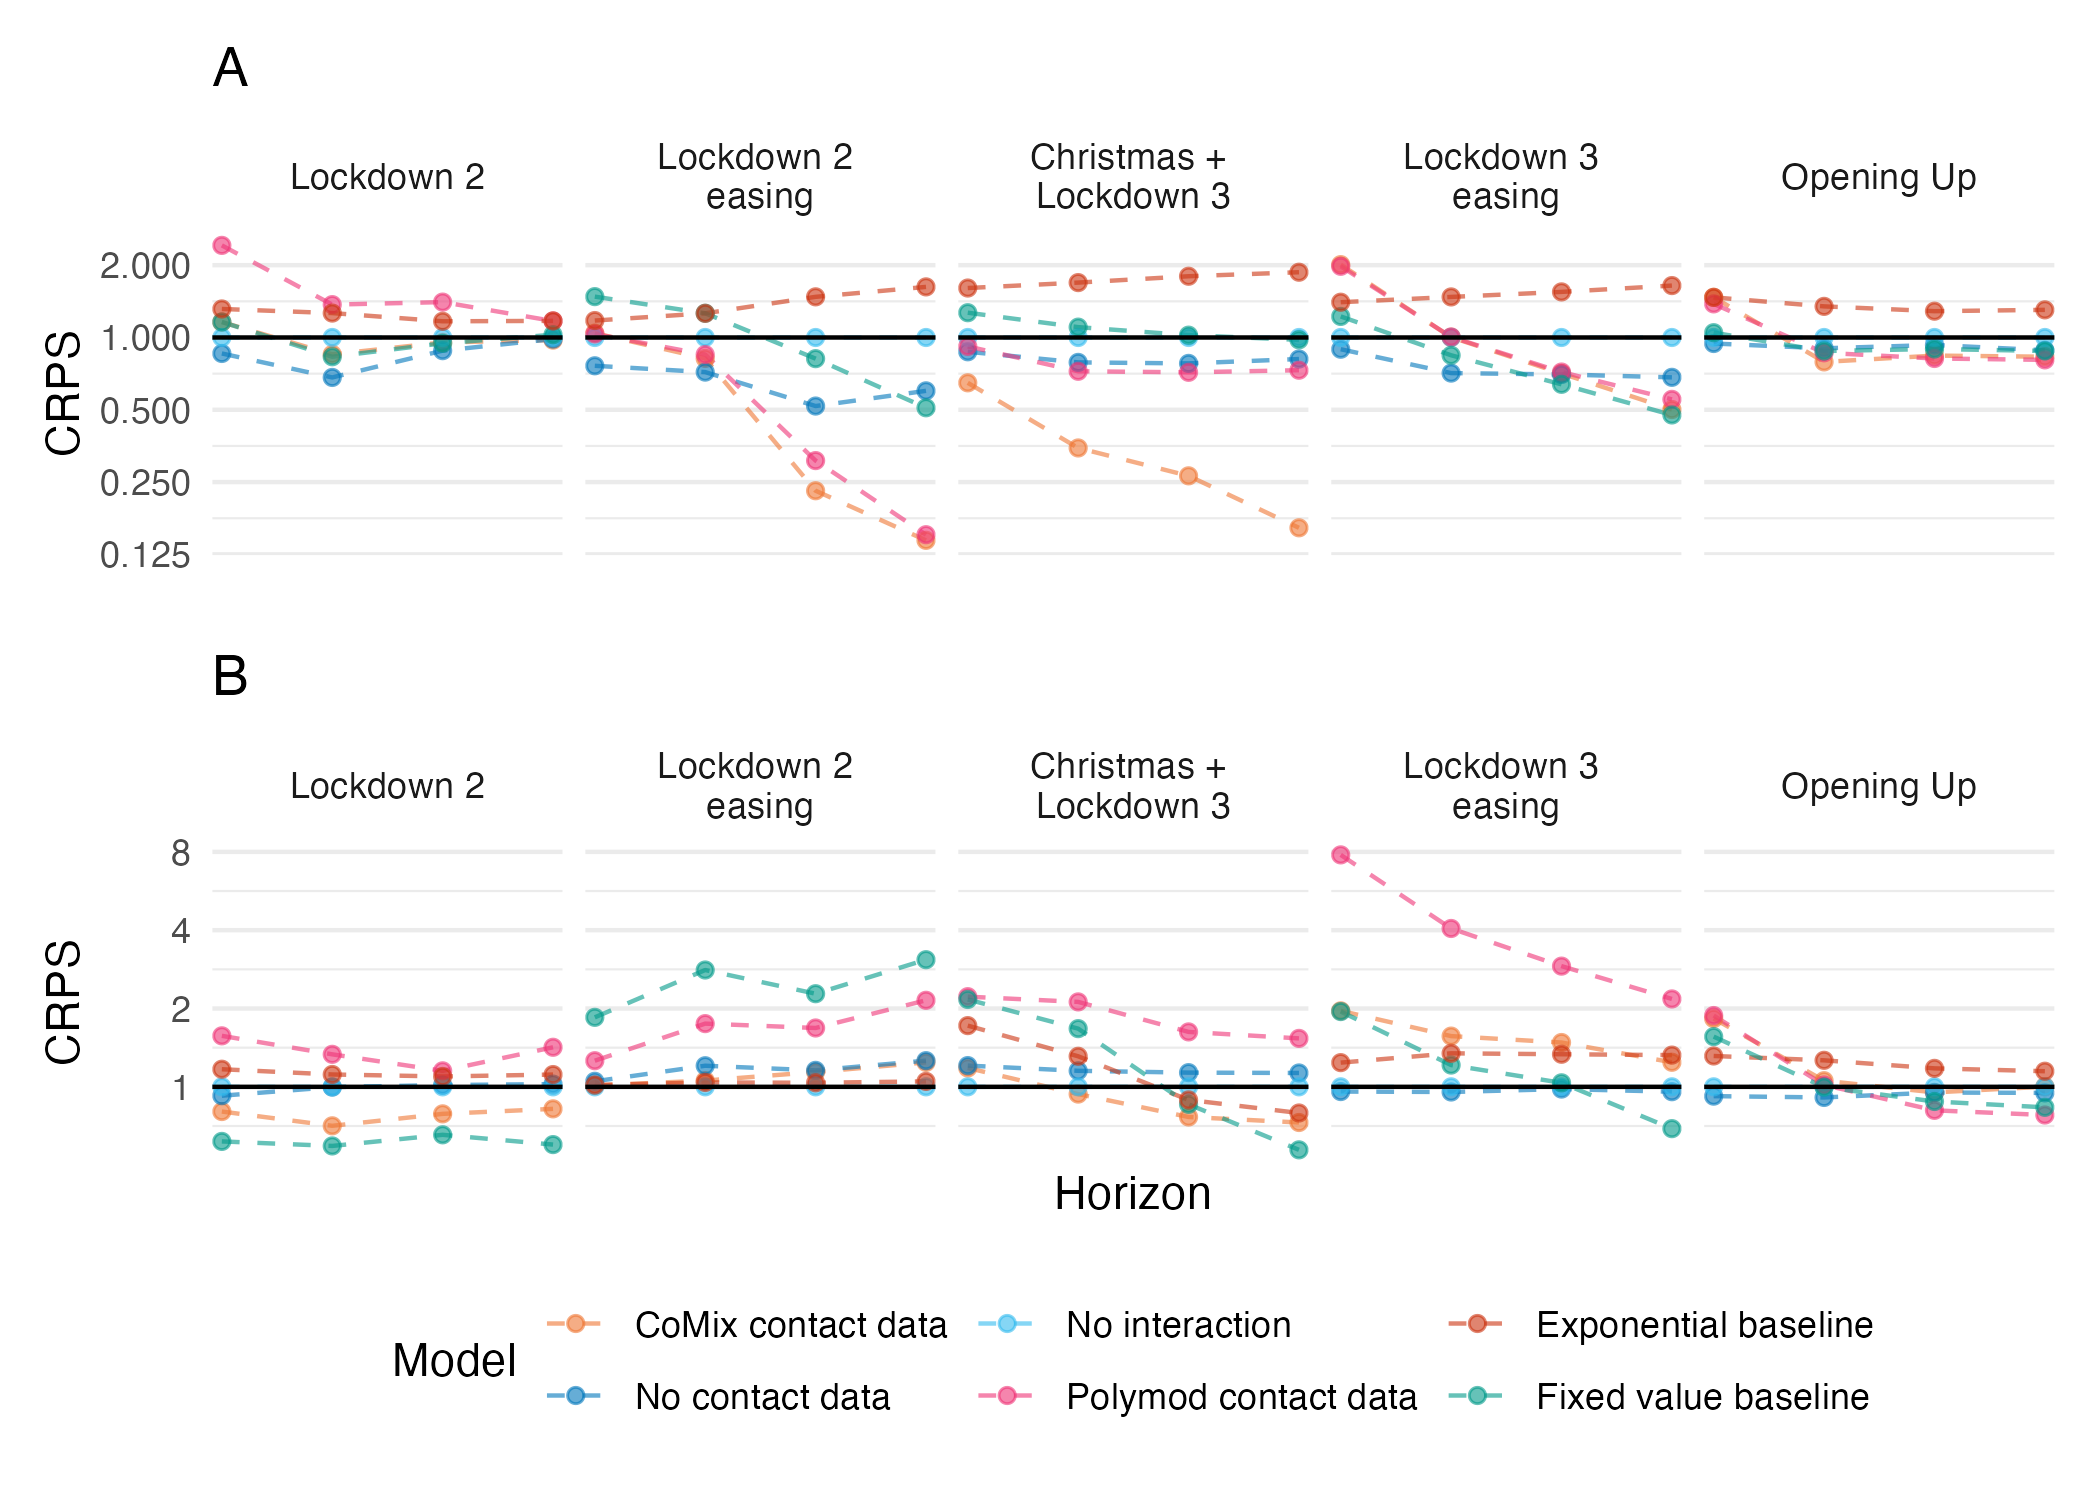 A
Lockdown 2
Lockdown 2
easing
Christmas +
Lockdown 3
Lockdown 3
easing
Opening Up
CRPS
2.000
1.000
0.500
0.250
0.125
B
Lockdown 2
Lockdown 2
easing
Christmas +
Lockdown 3
Lockdown 3
easing
Opening Up
CRPS
8
4
2
1
Horizon
Model
CoMix contact data
No interaction
Exponential baseline
No contact data
Polymod contact data
Fixed value baseline